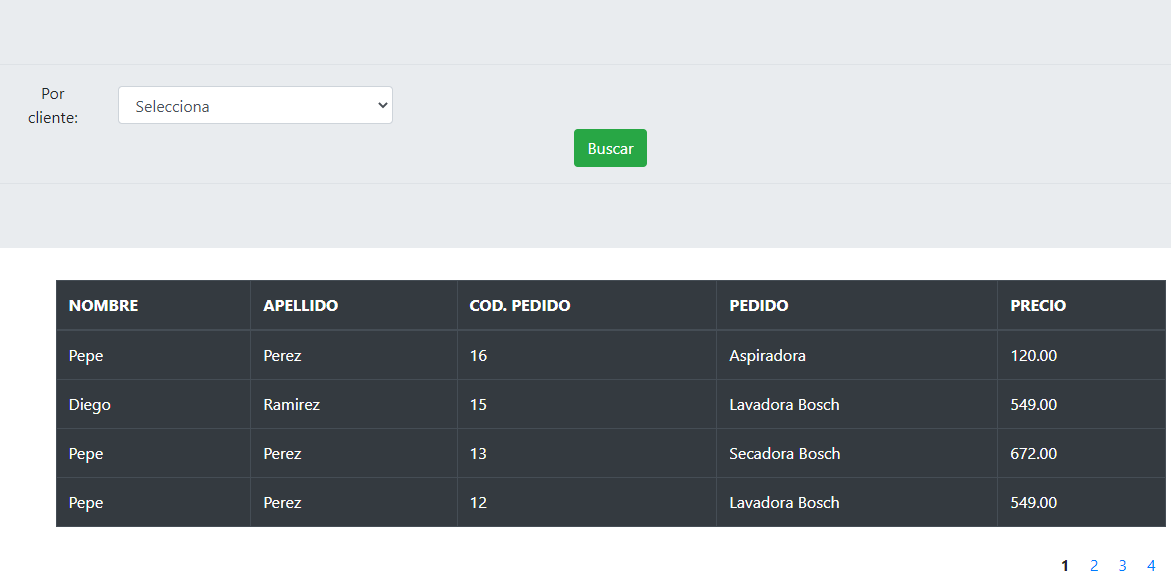 Por
cliente:
Selecciona
Buscar
NOMBRE APELLIDO COD. PEDIDO PEDIDO PRECIO
Pepe Perez 16 Aspiradora 120.00
Diego Ramirez 15 Lavadora Bosch 549.00
Pepe Perez 13 Secadora Bosch 672.00
Pepe Perez 12 Lavadora Bosch 549.00
1 2 3 4